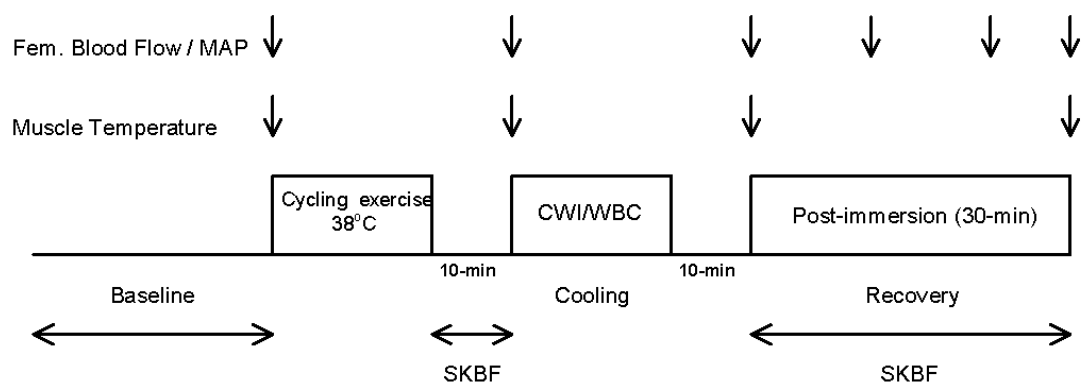 Fem. Blood Flow / MAP
Muscle Temperature
Cycling exercise
38°C
CWI/WBC
Post-immersion (30-min)
10-min
10-min
Baseline
Cooling
Recovery
SKBF
SKBF